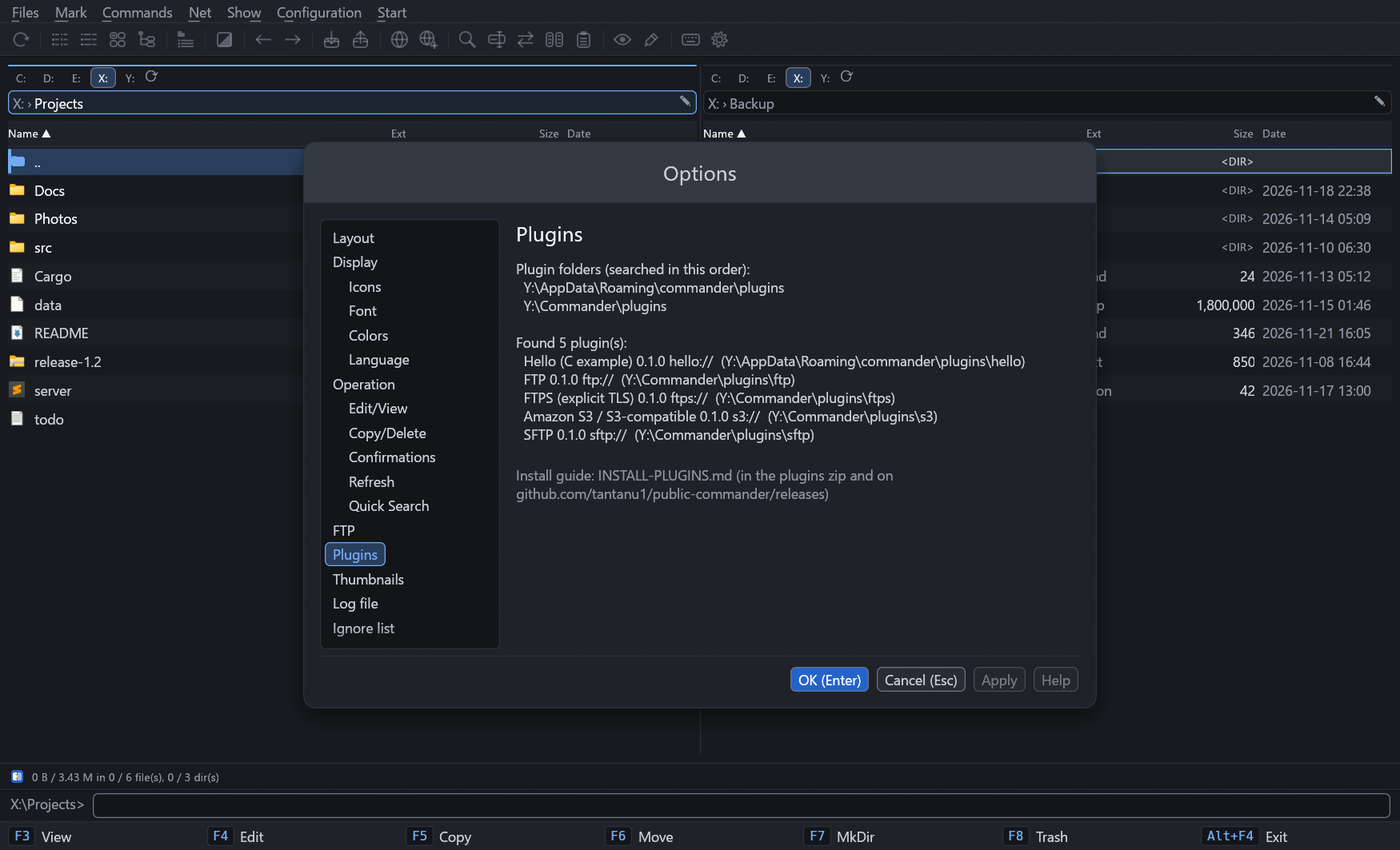 Files Mark Commands Net Show Configuration Start
C: D: E: X: Y:
X: › Projects
Name ▲ Ext Size Date
..
Docs
Photos
src
Cargo
data
README
release-1.2
server
todo
C: D: E: X: Y:
X: › Backup
Name ▲ Ext Size Date
<DIR>
<DIR> 2026-11-18 22:38
<DIR> 2026-11-14 05:09
<DIR> 2026-11-10 06:30
24 2026-11-13 05:12
1,800,000 2026-11-15 01:46
346 2026-11-21 16:05
850 2026-11-08 16:44
42 2026-11-17 13:00
Options
Layout
Display
Icons
Font
Colors
Language
Operation
Edit/View
Copy/Delete
Confirmations
Refresh
Quick Search
FTP
Plugins
Thumbnails
Log file
Ignore list
Plugins
Plugin folders (searched in this order):
Y:\AppData\Roaming\commander\plugins
Y:\Commander\plugins
Found 5 plugin(s):
Hello (C example) 0.1.0 hello:// (Y:\AppData\Roaming\commander\plugins\hello)
FTP 0.1.0 ftp:// (Y:\Commander\plugins\ftp)
FTPS (explicit TLS) 0.1.0 ftps:// (Y:\Commander\plugins\ftps)
Amazon S3 / S3-compatible 0.1.0 s3:// (Y:\Commander\plugins\s3)
SFTP 0.1.0 sftp:// (Y:\Commander\plugins\sftp)
Install guide: INSTALL-PLUGINS.md (in the plugins zip and on
github.com/tantanu1/public-commander/releases)
OK (Enter) Cancel (Esc) Apply Help
0 B / 3.43 M in 0 / 6 file(s), 0 / 3 dir(s)
X:\Projects>
F3 View F4 Edit F5 Copy F6 Move F7 MkDir F8 Trash Alt+F4 Exit